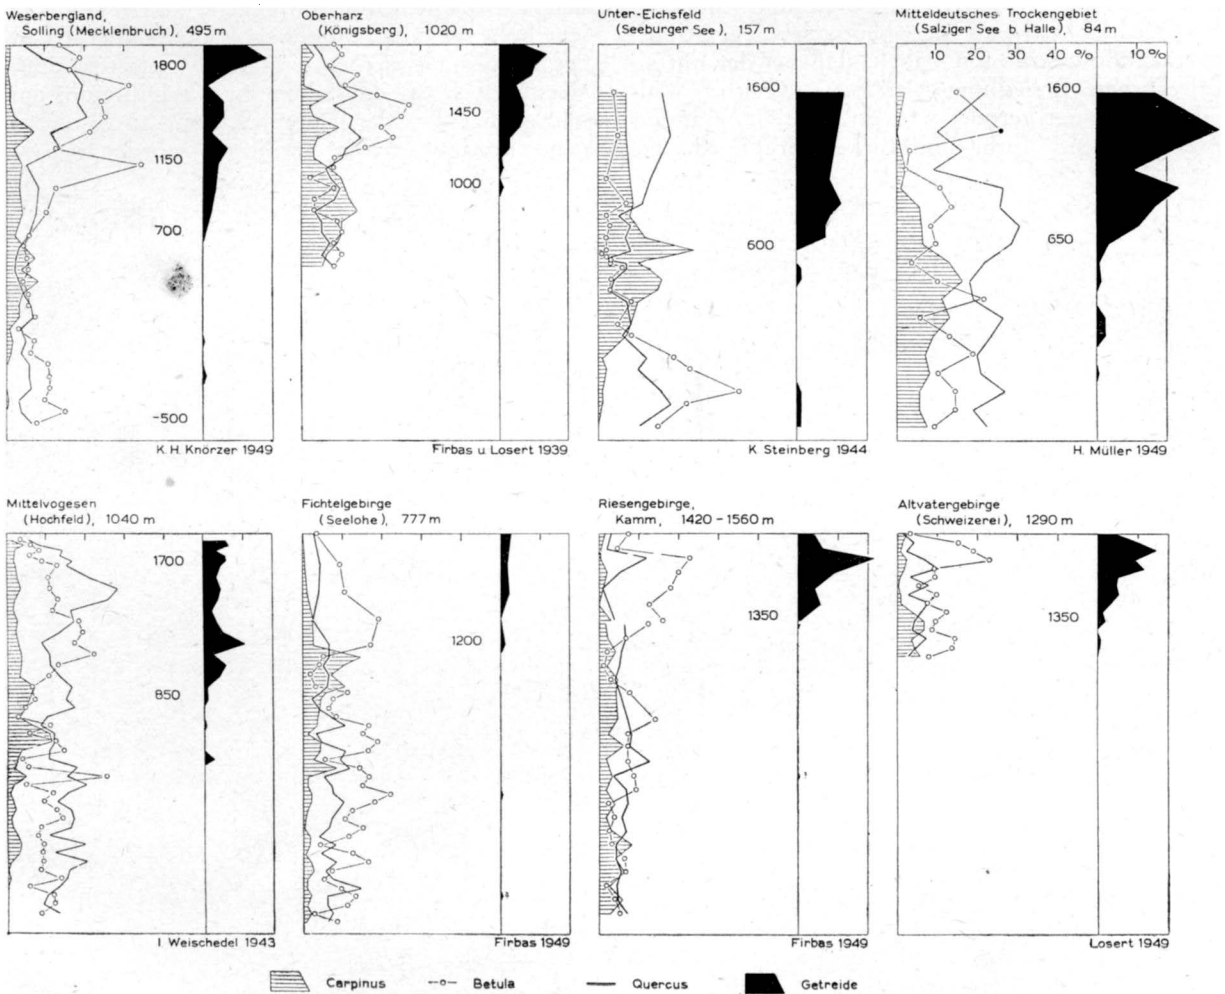 Weserbergland,
Solling (Mecklenbruch), 495 m
1800
1150
700
-500
K. H. Knörzer 1949
Oberharz
(Königsberg), 1020 m
1450
1000
Firbas u Losert 1939
Unter-Eichsfeld
(Seeburger See), 157 m
1600
600
K Steinberg 1944
Mitteldeutsches Trockengebiet
(Salziger See b. Halle), 84 m
10 20 30 40 % 10 %
1600
650
H. Müller 1949
Mittelvogesen
(Hochfeld), 1040 m
1700
850
I. Weischedel 1943
Fichtelgebirge
(Seelohe), 777 m
1200
Firbas 1949
Riesengebirge,
Kamm, 1420 - 1560 m
1350
Firbas 1949
Altvatergebirge
(Schweizerei), 1290 m
1350
Losert 1949
Carpinus Betula Quercus Getreide